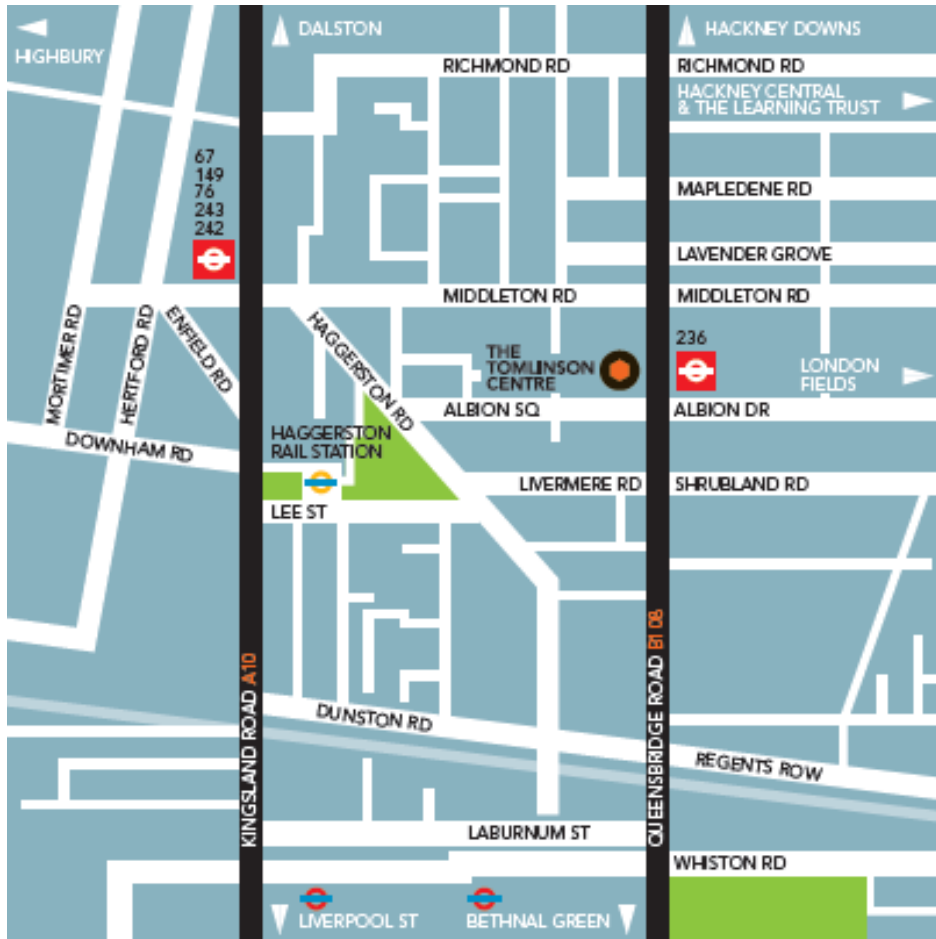 HIGHBURY
DALSTON
HACKNEY DOWNS
RICHMOND RD
RICHMOND RD
HACKNEY CENTRAL
& THE LEARNING TRUST
67
149
76
243
242
MAPLEDENE RD
LAVENDER GROVE
MIDDLETON RD
MIDDLETON RD
MORTIMER RD
HERTFORD RD
ENFIELD RD
HAGGERSTON RD
THE
TOMLINSON
CENTRE
236
LONDON
FIELDS
ALBION SQ
ALBION DR
DOWNHAM RD
HAGGERSTON
RAIL STATION
LIVERMERE RD
SHRUBLAND RD
LEE ST
KINGSLAND ROAD A10
QUEENSBRIDGE ROAD B108
DUNSTON RD
REGENTS ROW
LABURNUM ST
WHISTON RD
LIVERPOOL ST
BETHNAL GREEN